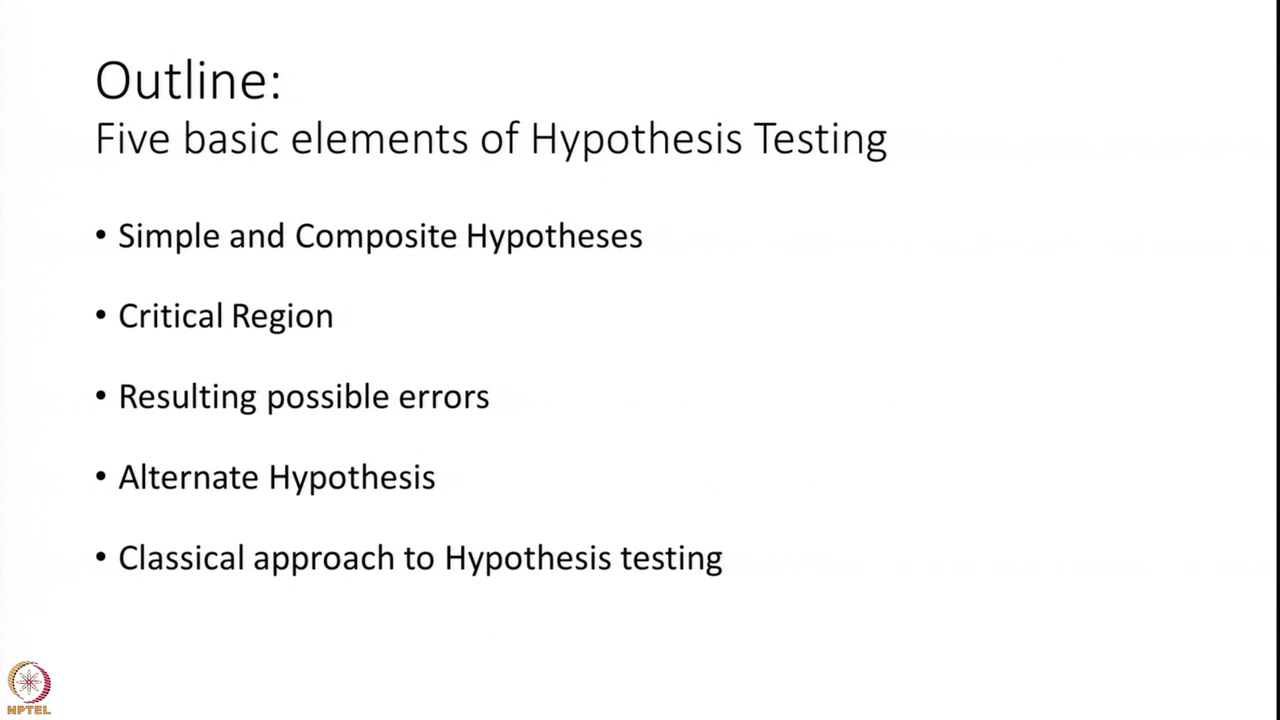 Outline:
Five basic elements of Hypothesis Testing
• Simple and Composite Hypotheses
• Critical Region
• Resulting possible errors
• Alternate Hypothesis
• Classical approach to Hypothesis testing
NPTEL